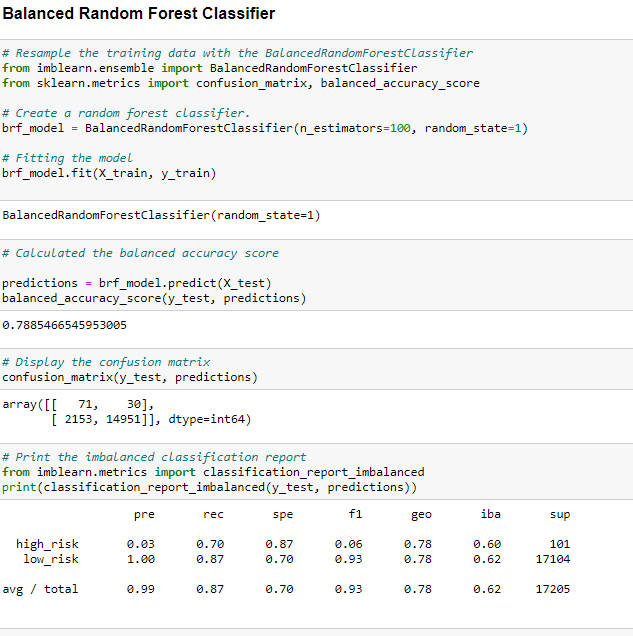 Balanced Random Forest Classifier
# Resample the training data with the BalancedRandomForestClassifier
from imblearn.ensemble import BalancedRandomForestClassifier
from sklearn.metrics import confusion_matrix, balanced_accuracy_score
# Create a random forest classifier.
brf_model = BalancedRandomForestClassifier(n_estimators=100, random_state=1)
# Fitting the model
brf_model.fit(X_train, y_train)
BalancedRandomForestClassifier(random_state=1)
# Calculated the balanced accuracy score
predictions = brf_model.predict(X_test)
balanced_accuracy_score(y_test, predictions)
0.7885466545953005
# Display the confusion matrix
confusion_matrix(y_test, predictions)
array([[   71,    30],
       [ 2153, 14951]], dtype=int64)
# Print the imbalanced classification report
from imblearn.metrics import classification_report_imbalanced
print(classification_report_imbalanced(y_test, predictions))
pre rec spe f1 geo iba sup
high_risk 0.03 0.70 0.87 0.06 0.78 0.60 101
low_risk 1.00 0.87 0.70 0.93 0.78 0.62 17104
avg / total 0.99 0.87 0.70 0.93 0.78 0.62 17205